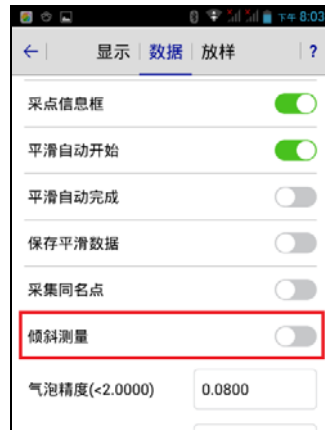 下午 8:03
← 显示 数据 放样 ?
采点信息框
平滑自动开始
平滑自动完成
保存平滑数据
采集同名点
倾斜测量
气泡精度(<2.0000) 0.0800